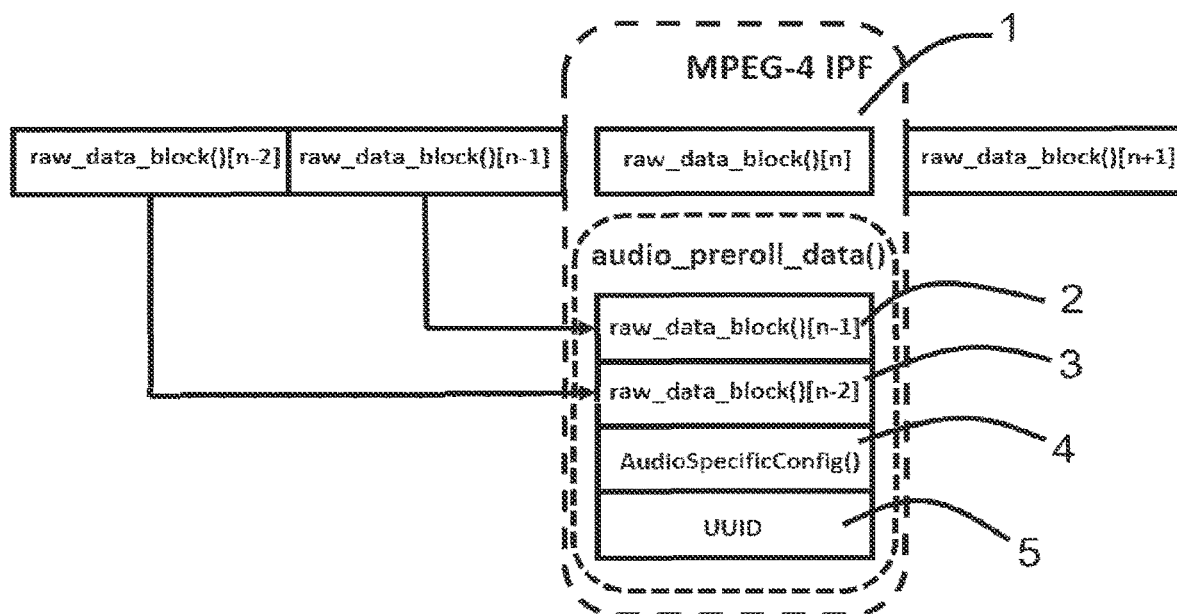 1
MPEG-4 IPF
raw_data_block()[n-2] raw_data_block()[n-1] raw_data_block()[n] raw_data_block()[n+1]
audio_preroll_data()
2
raw_data_block()[n-1]
3
raw_data_block()[n-2]
4
AudioSpecificConfig()
UUID
5